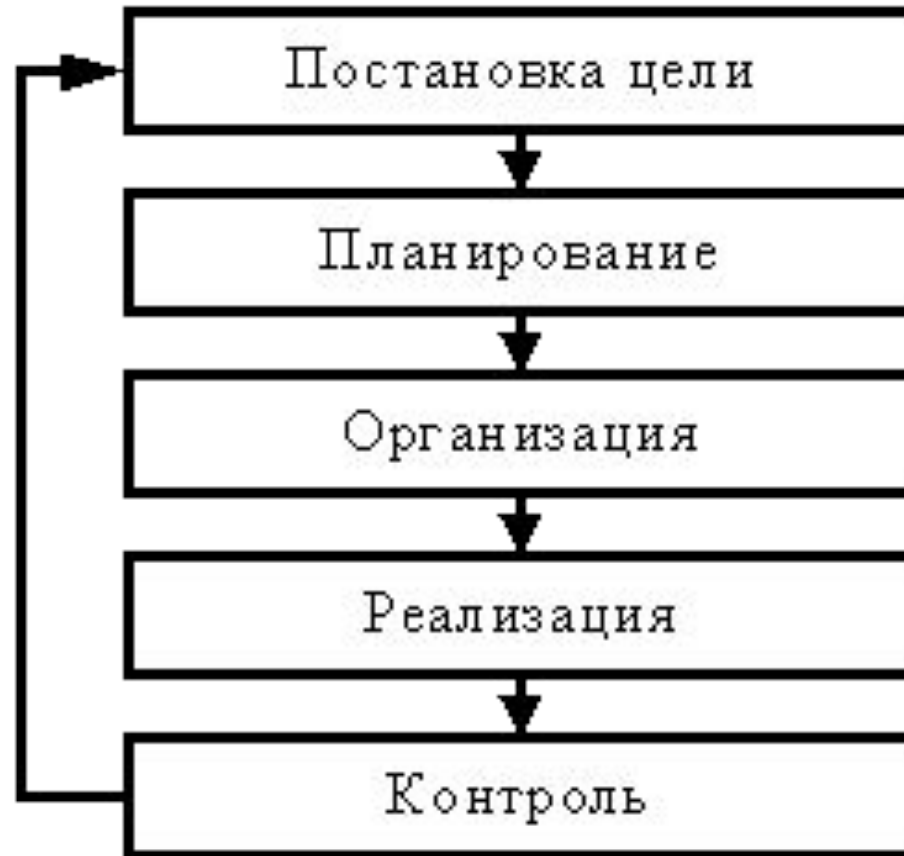 Постановка цели
Планирование
Организация
Реализация
Контроль